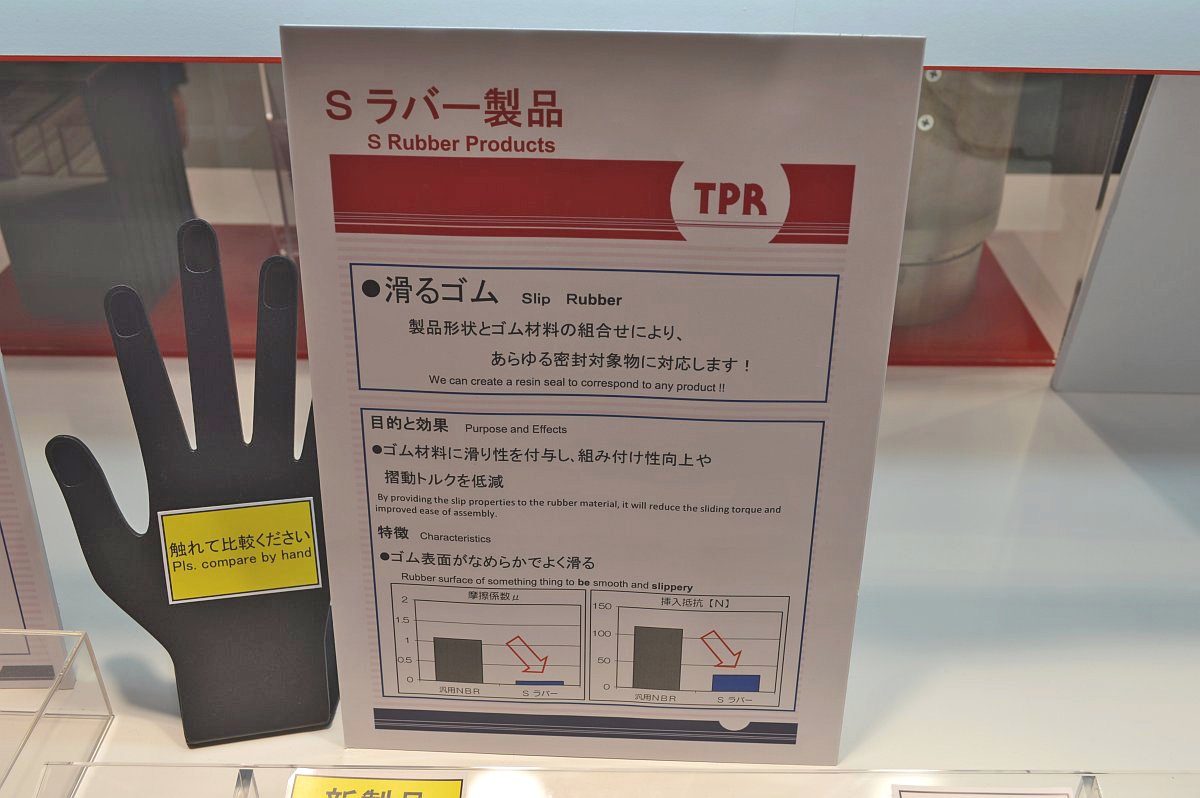 S ラバー製品
S Rubber Products
TPR
●滑るゴム Slip Rubber
製品形状とゴム材料の組合せにより、
あらゆる密封対象物に対応します！
We can create a resin seal to correspond to any product !!
目的と効果 Purpose and Effects
●ゴム材料に滑り性を付与し、組み付け性向上や
摺動トルクを低減
By providing the slip properties to the rubber material, it will reduce the sliding torque and
improved ease of assembly.
特徴 Characteristics
●ゴム表面がなめらかでよく滑る
Rubber surface of something thing to be smooth and slippery
摩擦係数μ
2
1.5
1
0.5
0
汎用NBR S ラバー
挿入抵抗【N】
150
100
50
0
汎用NBR S ラバー
触れて比較ください
Pls. compare by hand
新製品